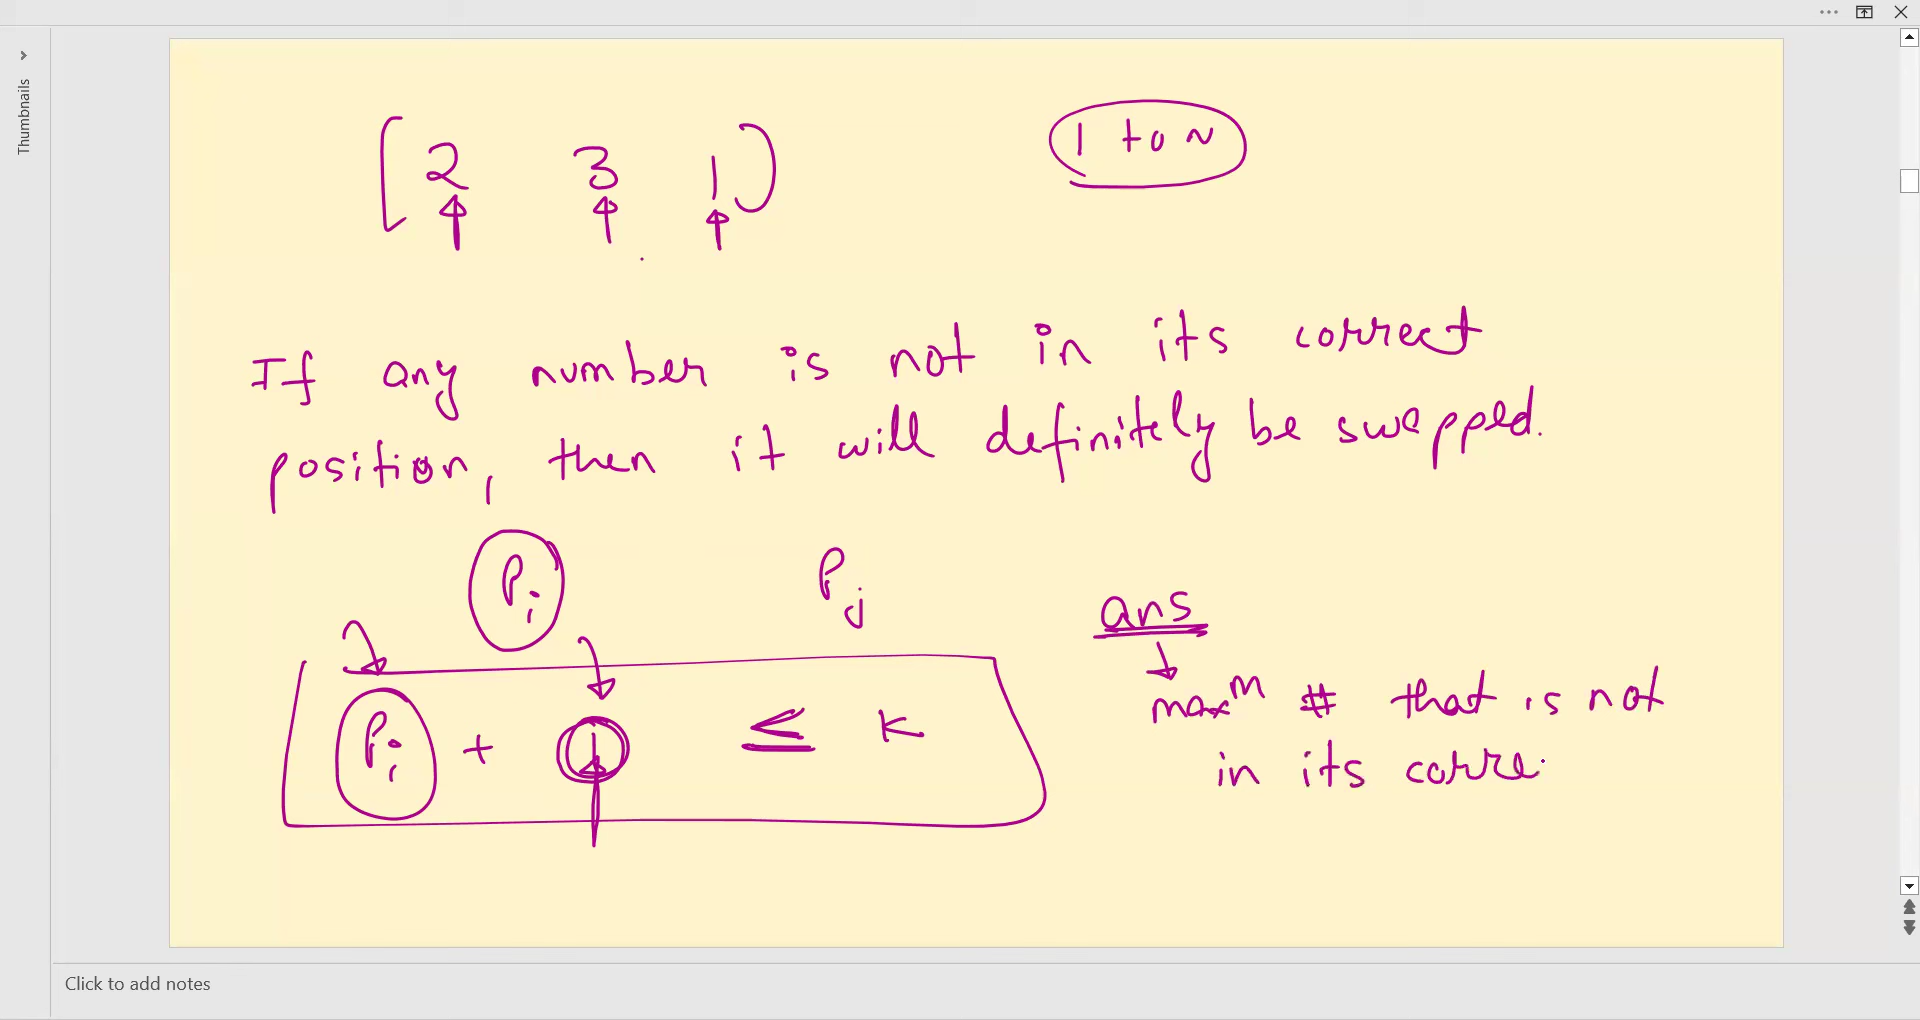 Thumbnails
[ 2 3 1 )
1 to N
If any number is not in its correct
position, then it will definitely be swapped.
Pi Pj
Pi + 1 ≤ K
ans
maxᵐ # that is not
in its corre
Click to add notes